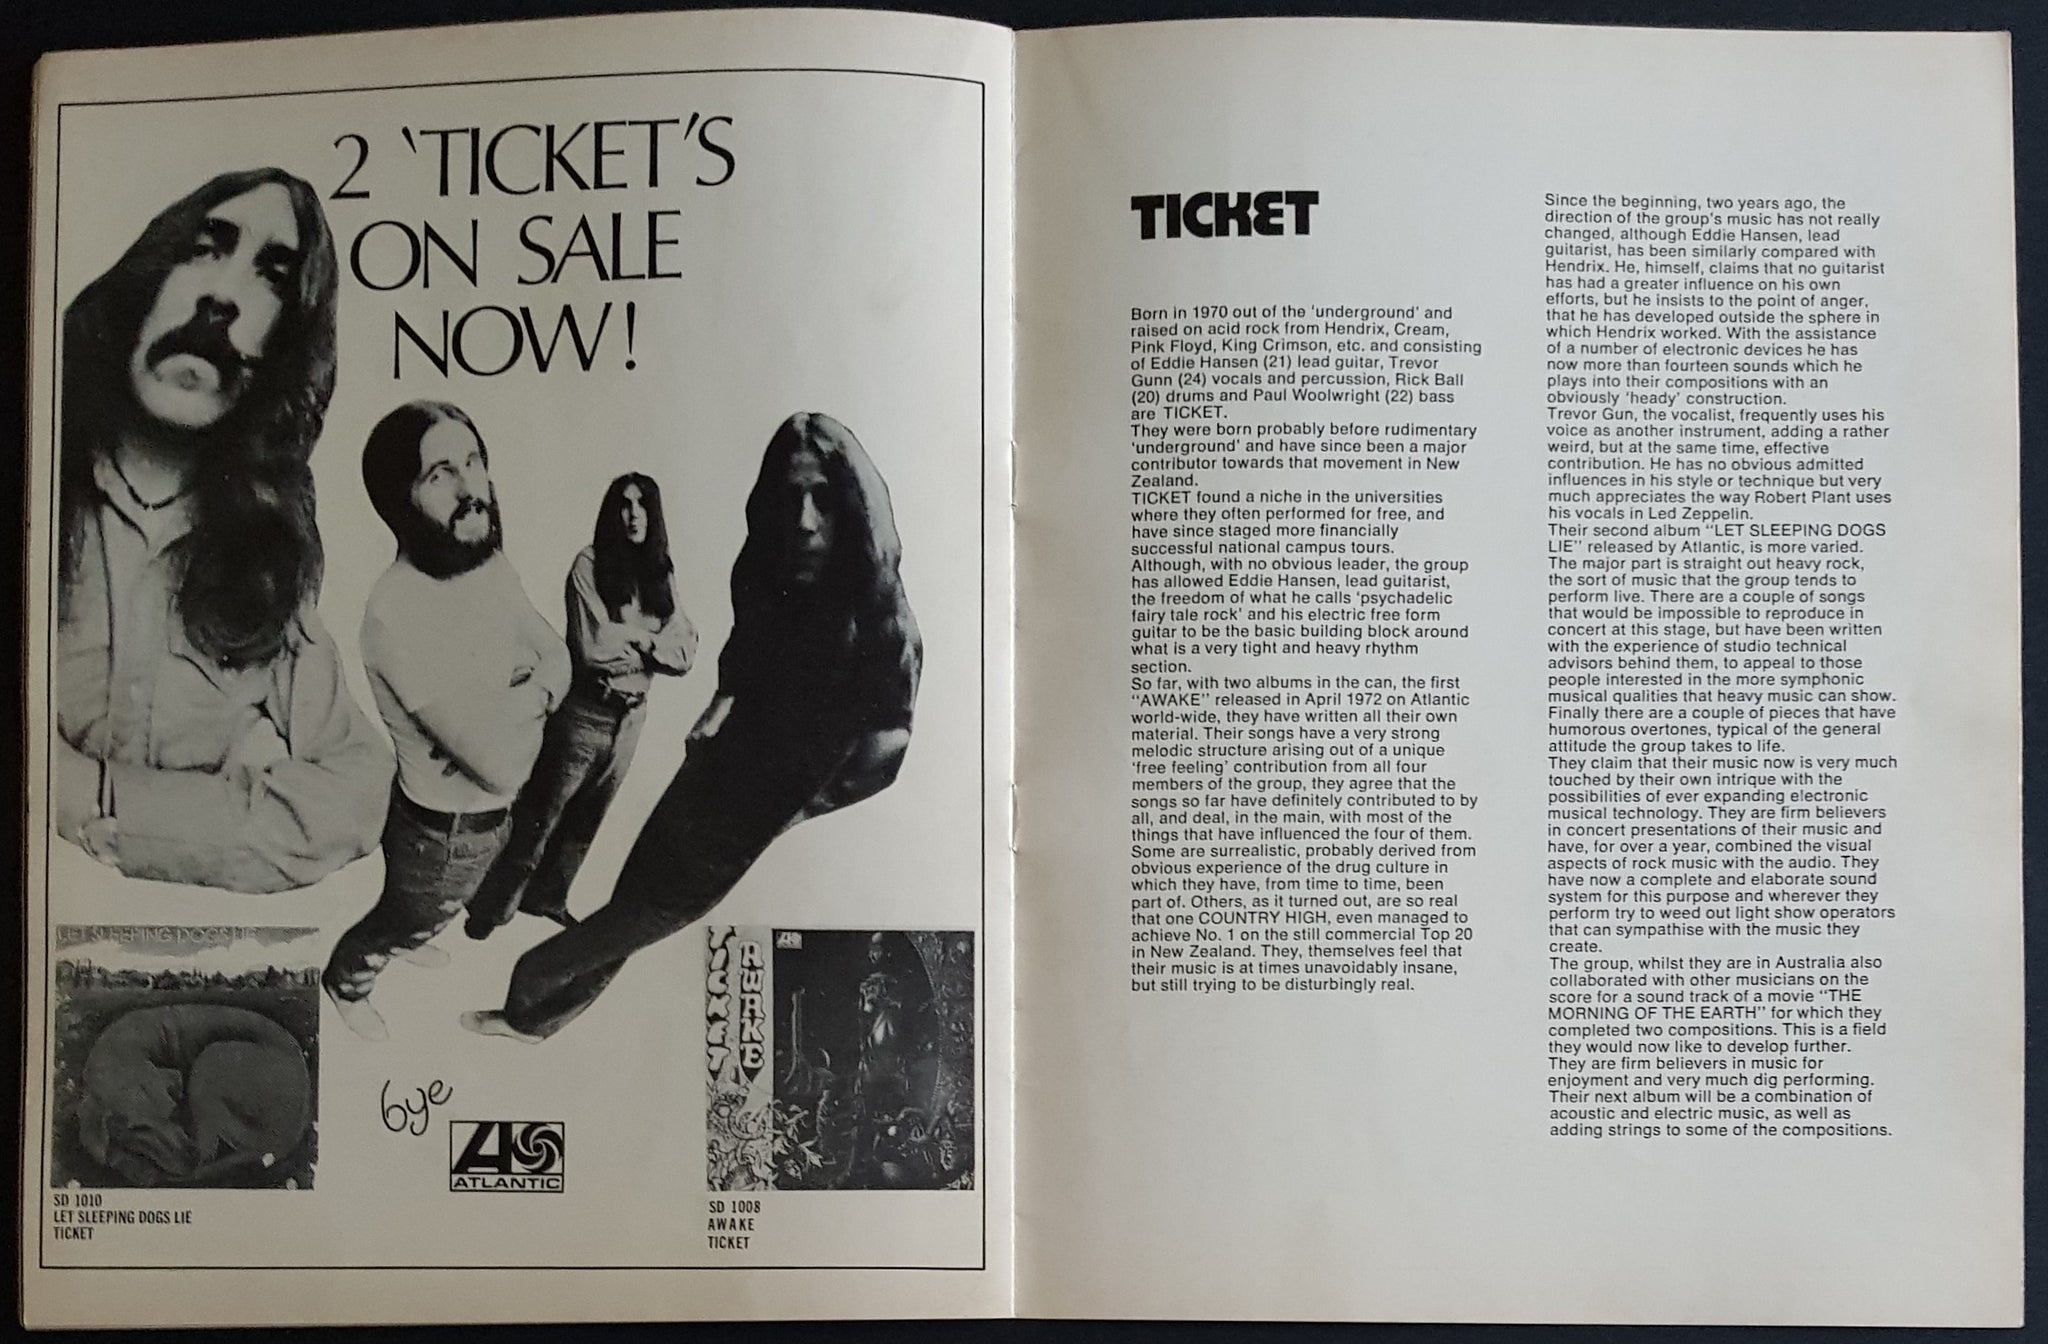 2 ‘TICKET’S
ON SALE
NOW!
LET SLEEPING DOGS LIE
TICKET
AWAKE
bye
ATLANTIC
SD 1010
LET SLEEPING DOGS LIE
TICKET
SD 1008
AWAKE
TICKET
TICKET
Born in 1970 out of the ‘underground’ and
raised on acid rock from Hendrix, Cream,
Pink Floyd, King Crimson, etc. and consisting
of Eddie Hansen (21) lead guitar, Trevor
Gunn (24) vocals and percussion, Rick Ball
(20) drums and Paul Woolwright (22) bass
are TICKET.
They were born probably before rudimentary
‘underground’ and have since been a major
contributor towards that movement in New
Zealand.
TICKET found a niche in the universities
where they often performed for free, and
have since staged more financially
successful national campus tours.
Although, with no obvious leader, the group
has allowed Eddie Hansen, lead guitarist,
the freedom of what he calls ‘psychadelic
fairy tale rock’ and his electric free form
guitar to be the basic building block around
what is a very tight and heavy rhythm
section.
So far, with two albums in the can, the first
“AWAKE” released in April 1972 on Atlantic
world-wide, they have written all their own
material. Their songs have a very strong
melodic structure arising out of a unique
‘free feeling’ contribution from all four
members of the group, they agree that the
songs so far have definitely contributed to by
all, and deal, in the main, with most of the
things that have influenced the four of them.
Some are surrealistic, probably derived from
obvious experience of the drug culture in
which they have, from time to time, been
part of. Others, as it turned out, are so real
that one COUNTRY HIGH, even managed to
achieve No. 1 on the still commercial Top 20
in New Zealand. They, themselves feel that
their music is at times unavoidably insane,
but still trying to be disturbingly real.
Since the beginning, two years ago, the
direction of the group's music has not really
changed, although Eddie Hansen, lead
guitarist, has been similarly compared with
Hendrix. He, himself, claims that no guitarist
has had a greater influence on his own
efforts, but he insists to the point of anger,
that he has developed outside the sphere in
which Hendrix worked. With the assistance
of a number of electronic devices he has
now more than fourteen sounds which he
plays into their compositions with an
obviously ‘heady’ construction.
Trevor Gun, the vocalist, frequently uses his
voice as another instrument, adding a rather
weird, but at the same time, effective
contribution. He has no obvious admitted
influences in his style or technique but very
much appreciates the way Robert Plant uses
his vocals in Led Zeppelin.
Their second album “LET SLEEPING DOGS
LIE” released by Atlantic, is more varied.
The major part is straight out heavy rock,
the sort of music that the group tends to
perform live. There are a couple of songs
that would be impossible to reproduce in
concert at this stage, but have been written
with the experience of studio technical
advisors behind them, to appeal to those
people interested in the more symphonic
musical qualities that heavy music can show.
Finally there are a couple of pieces that have
humorous overtones, typical of the general
attitude the group takes to life.
They claim that their music now is very much
touched by their own intrique with the
possibilities of ever expanding electronic
musical technology. They are firm believers
in concert presentations of their music and
have, for over a year, combined the visual
aspects of rock music with the audio. They
have now a complete and elaborate sound
system for this purpose and wherever they
perform try to weed out light show operators
that can sympathise with the music they
create.
The group, whilst they are in Australia also
collaborated with other musicians on the
score for a sound track of a movie “THE
MORNING OF THE EARTH” for which they
completed two compositions. This is a field
they would now like to develop further.
They are firm believers in music for
enjoyment and very much dig performing.
Their next album will be a combination of
acoustic and electric music, as well as
adding strings to some of the compositions.